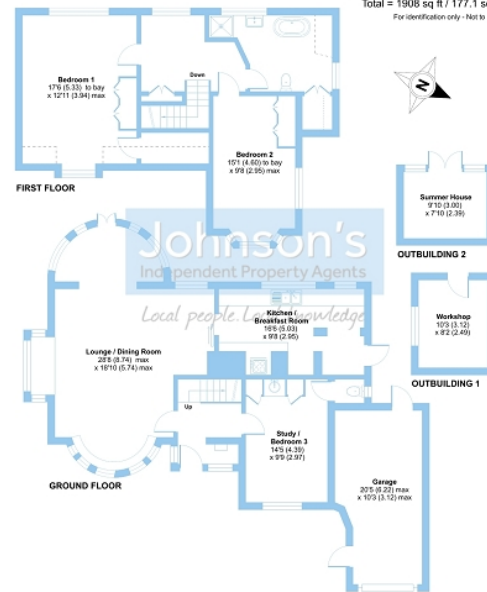 Total = 1908 sq ft / 177.1 s
For identification only - Not to
Down
Bedroom 1
17'6 (5.33) to bay
x 12'11 (3.94) max
N
Bedroom 2
15'1 (4.60) to bay
x 9'8 (2.95) max
FIRST FLOOR
Summer House
9'10 (3.00)
x 7'10 (2.39)
OUTBUILDING 2
Johnson's
Independent Property Agents
Local people. Local knowledge
Kitchen /
Breakfast Room
16'6 (5.03)
x 9'8 (2.95)
Workshop
10'3 (3.12)
x 8'2 (2.49)
OUTBUILDING 1
Lounge / Dining Room
28'8 (8.74) max
x 18'10 (5.74) max
Up
Study /
Bedroom 3
14'5 (4.39)
x 9'9 (2.97)
GROUND FLOOR
Garage
20'5 (6.22) max
x 10'3 (3.12) max